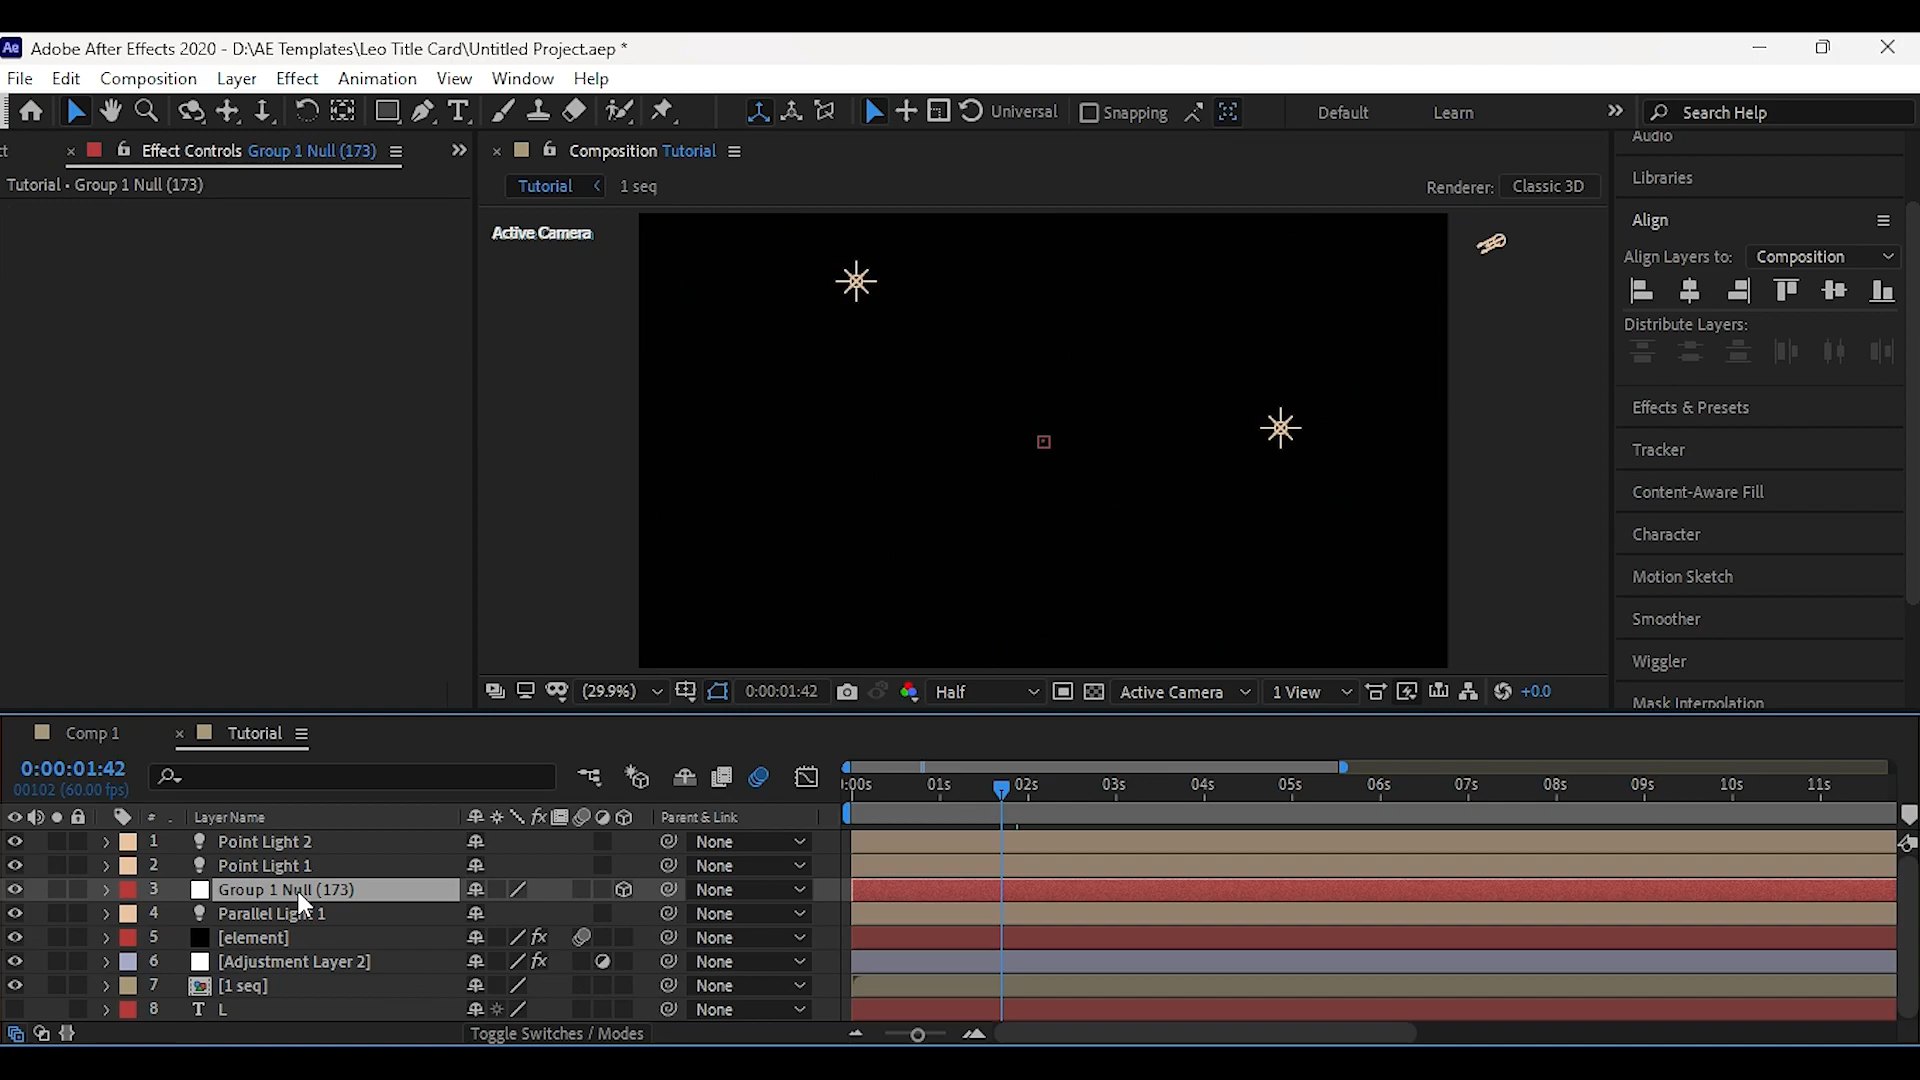 Ae Adobe After Effects 2020 - D:\AE Templates\Leo Title Card\Untitled Project.aep *
File Edit Composition Layer Effect Animation View Window Help
Universal Snapping Default Learn Search Help
ct Effect Controls Group 1 Null (173) Composition Tutorial
Tutorial • Group 1 Null (173)
Tutorial 1 seq Renderer: Classic 3D
Active Camera
Audio
Libraries
Align
Align Layers to: Composition
Distribute Layers:
Effects & Presets
Tracker
Content-Aware Fill
Character
Motion Sketch
Smoother
Wiggler
Mask Interpolation
(29.9%) 0:00:01:42 Half Active Camera 1 View +0.0
Comp 1 Tutorial
0:00:01:42
00102 (60.00 fps)
:00s 01s 02s 03s 04s 05s 06s 07s 08s 09s 10s 11s
# Layer Name fx Parent & Link
1 Point Light 2 None
2 Point Light 1 None
3 Group 1 Null (173) None
4 Parallel Light 1 None
5 [element] fx None
6 [Adjustment Layer 2] fx None
7 [1 seq] None
8 T L None
Toggle Switches / Modes